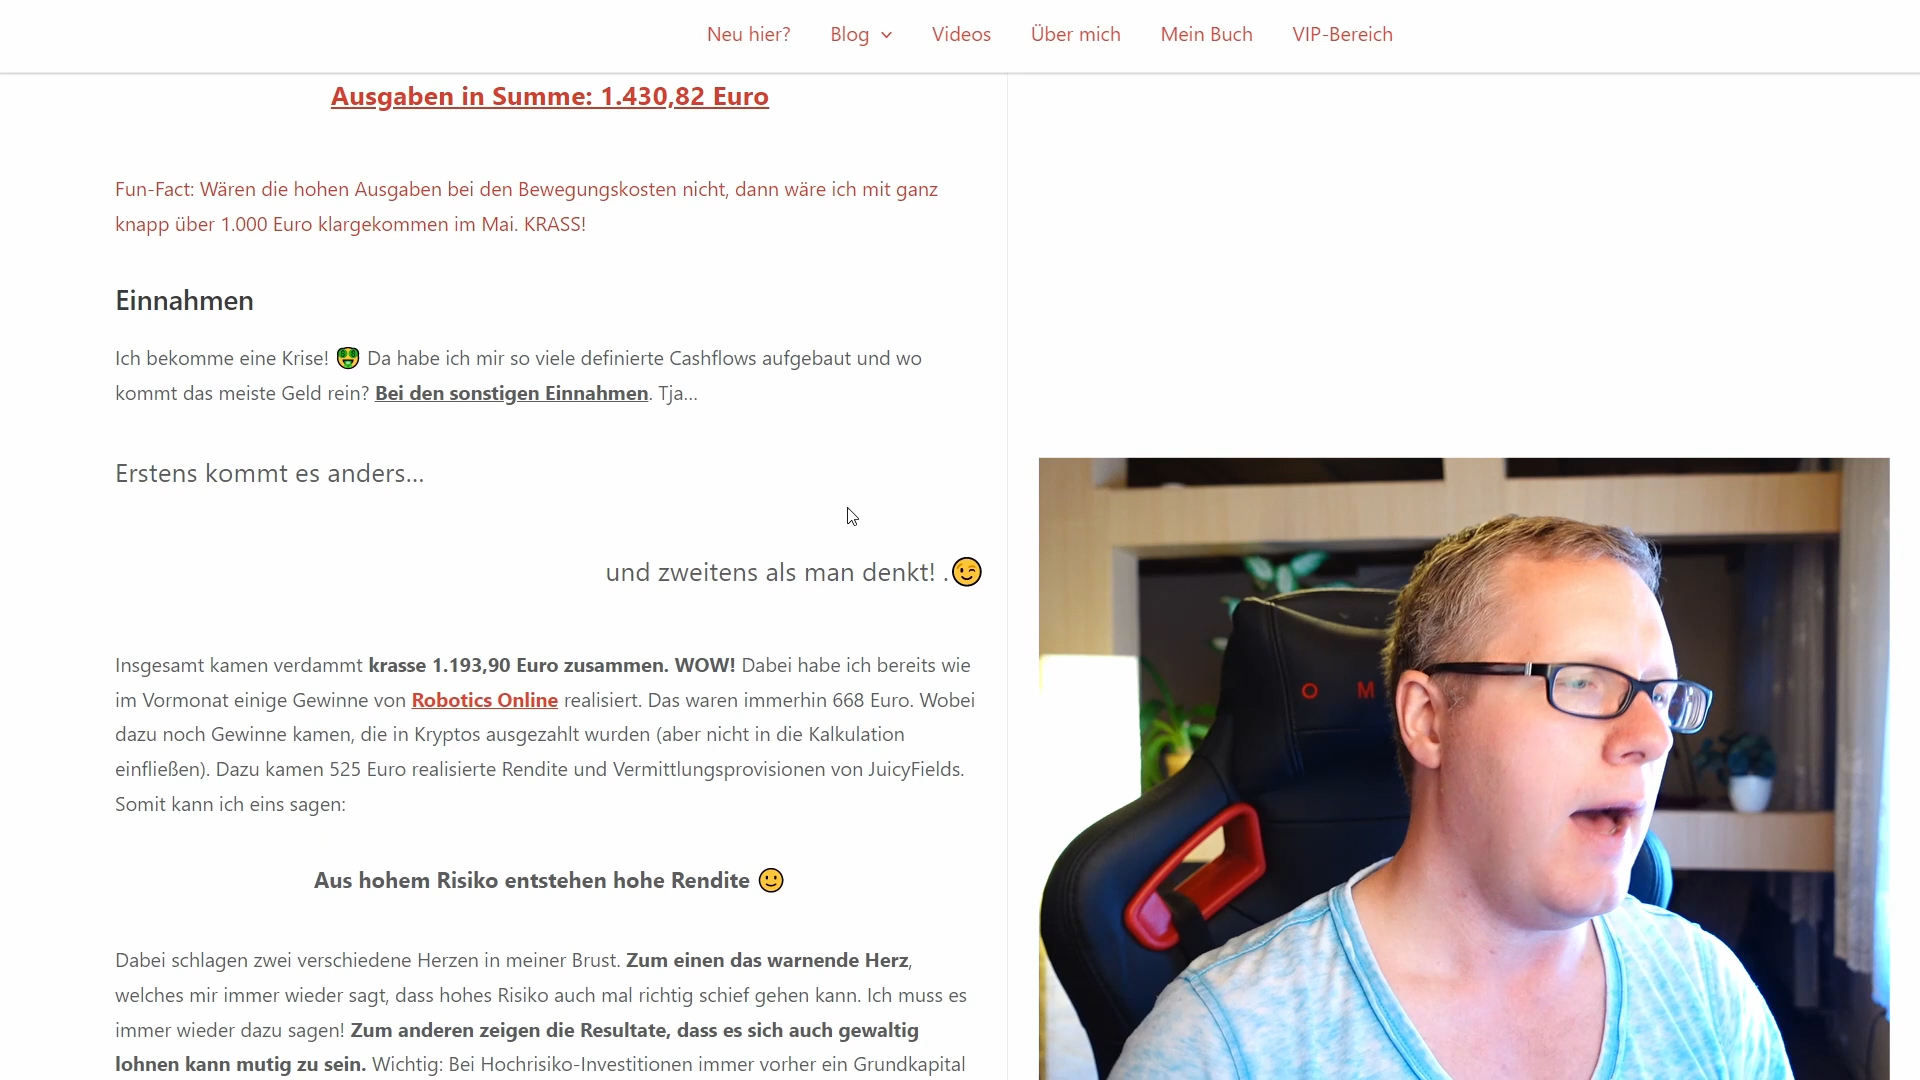 Neu hier? Blog Videos Über mich Mein Buch VIP-Bereich
Ausgaben in Summe: 1.430,82 Euro
Fun-Fact: Wären die hohen Ausgaben bei den Bewegungskosten nicht, dann wäre ich mit ganz
knapp über 1.000 Euro klargekommen im Mai. KRASS!
Einnahmen
Ich bekomme eine Krise! 🤑 Da habe ich mir so viele definierte Cashflows aufgebaut und wo
kommt das meiste Geld rein? Bei den sonstigen Einnahmen. Tja...
Erstens kommt es anders...
und zweitens als man denkt! .😉
Insgesamt kamen verdammt krasse 1.193,90 Euro zusammen. WOW! Dabei habe ich bereits wie
im Vormonat einige Gewinne von Robotics Online realisiert. Das waren immerhin 668 Euro. Wobei
dazu noch Gewinne kamen, die in Kryptos ausgezahlt wurden (aber nicht in die Kalkulation
einfließen). Dazu kamen 525 Euro realisierte Rendite und Vermittlungsprovisionen von JuicyFields.
Somit kann ich eins sagen:
Aus hohem Risiko entstehen hohe Rendite 🙂
Dabei schlagen zwei verschiedene Herzen in meiner Brust. Zum einen das warnende Herz,
welches mir immer wieder sagt, dass hohes Risiko auch mal richtig schief gehen kann. Ich muss es
immer wieder dazu sagen! Zum anderen zeigen die Resultate, dass es sich auch gewaltig
lohnen kann mutig zu sein. Wichtig: Bei Hochrisiko-Investitionen immer vorher ein Grundkapital
O M